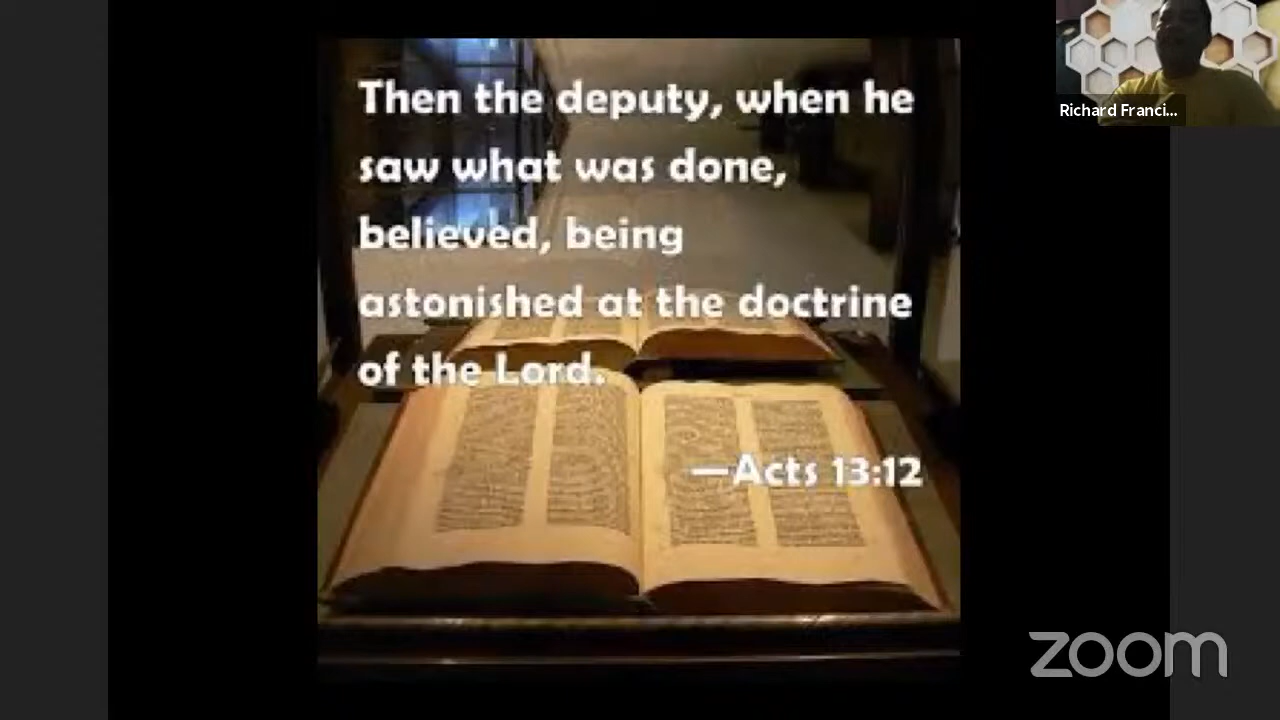 Then the deputy, when he
saw what was done,
believed, being
astonished at the doctrine
of the Lord.
—Acts 13:12
Richard Franci...
zoom